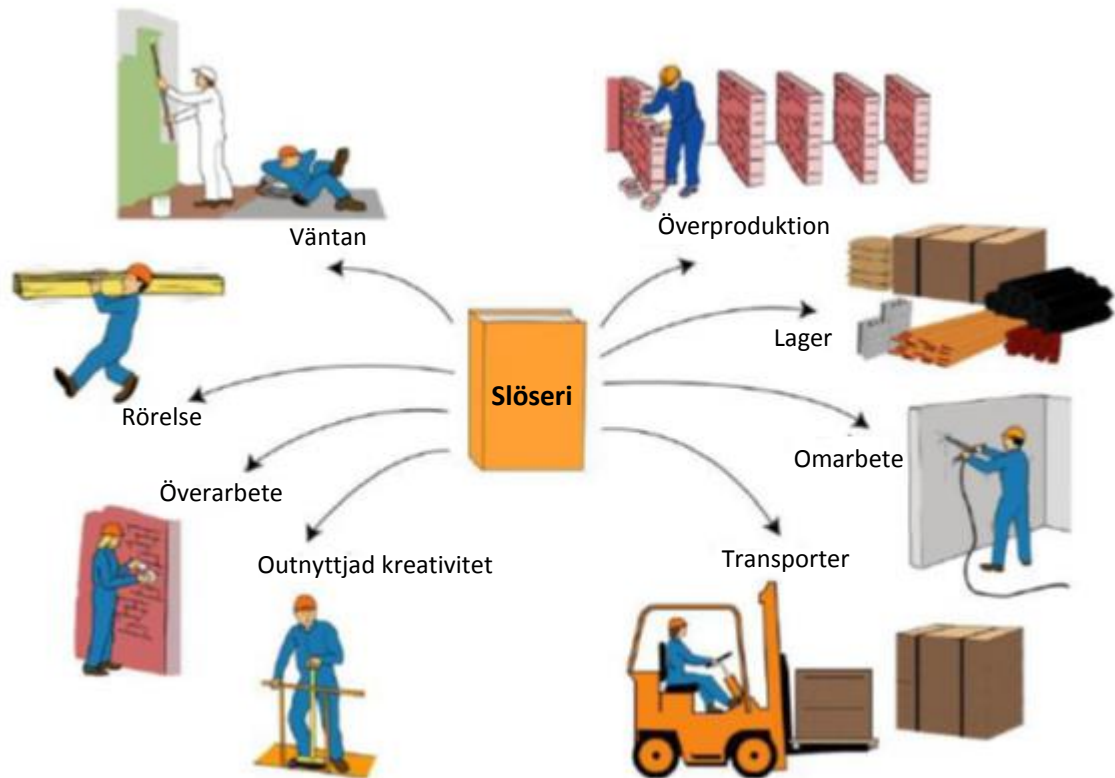 Väntan
Överproduktion
Lager
Slöseri
Rörelse
Omarbete
Överarbete
Outnyttjad kreativitet
Transporter